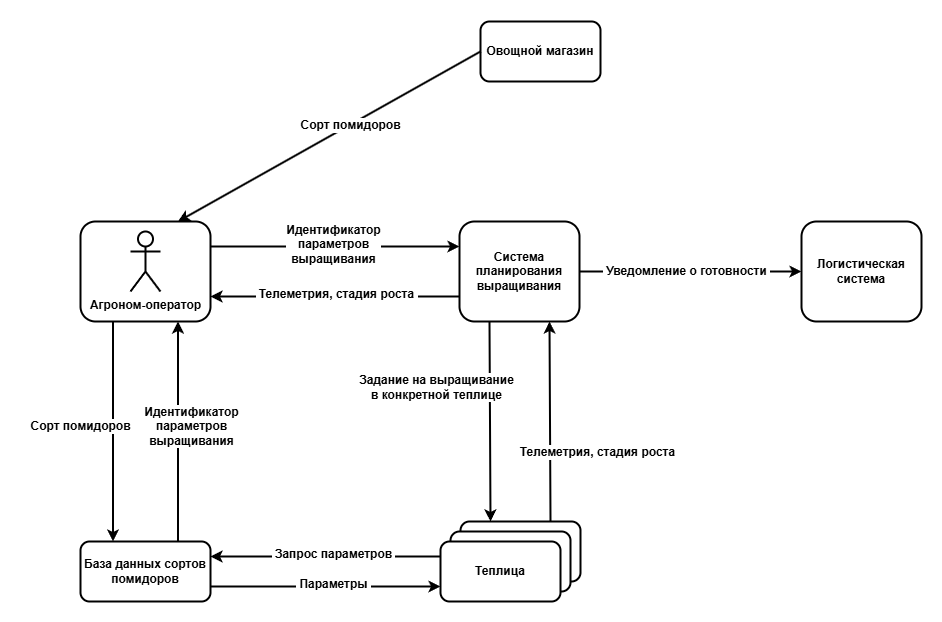 Овощной магазин
Сорт помидоров
Идентификатор
параметров
выращивания
Агроном-оператор
Телеметрия, стадия роста
Система
планирования
выращивания
Уведомление о готовности
Логистическая
система
Задание на выращивание
в конкретной теплице
Сорт помидоров
Идентификатор
параметров
выращивания
Телеметрия, стадия роста
База данных сортов
помидоров
Запрос параметров
Параметры
Теплица